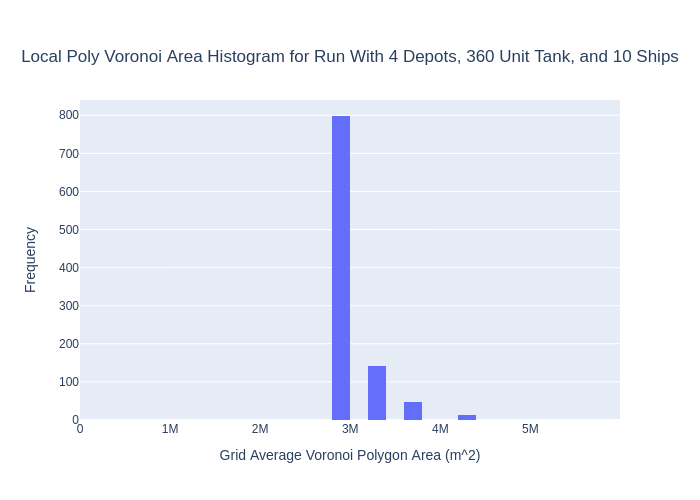 Local Poly Voronoi Area Histogram for Run With 4 Depots, 360 Unit Tank, and 10 Ships
800
700
600
500
400
300
200
100
0
Frequency
0 1M 2M 3M 4M 5M
Grid Average Voronoi Polygon Area (m^2)